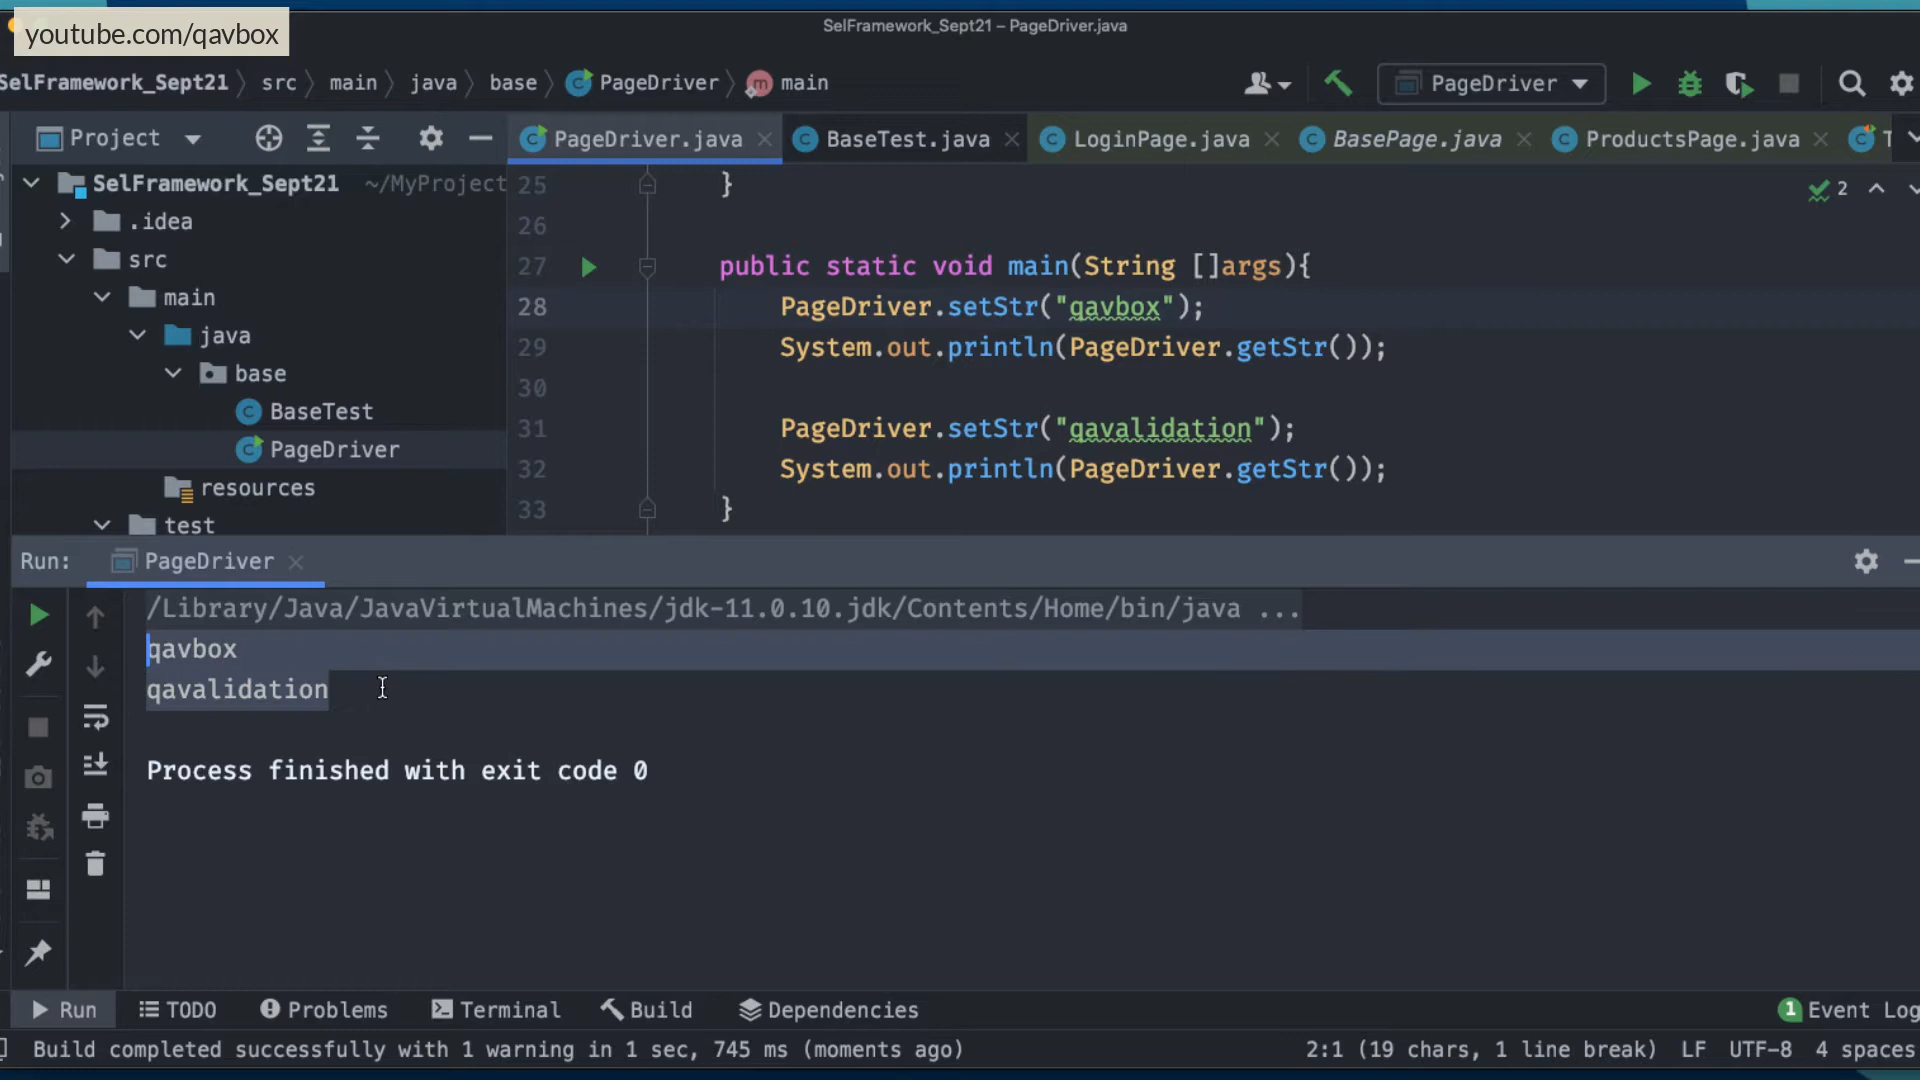 youtube.com/qavbox
SelFramework_Sept21 – PageDriver.java
SelFramework_Sept21 src main java base PageDriver main
PageDriver
Project
PageDriver.java BaseTest.java LoginPage.java BasePage.java ProductsPage.java
SelFramework_Sept21 ~/MyProject
.idea
src
main
java
base
BaseTest
PageDriver
resources
test
25 }
2
26
27 public static void main(String []args){
28 PageDriver.setStr("qavbox");
29 System.out.println(PageDriver.getStr());
30
31 PageDriver.setStr("qavalidation");
32 System.out.println(PageDriver.getStr());
33 }
Run: PageDriver
/Library/Java/JavaVirtualMachines/jdk-11.0.10.jdk/Contents/Home/bin/java ...
qavbox
qavalidation
Process finished with exit code 0
Run TODO Problems Terminal Build Dependencies 1 Event Log
Build completed successfully with 1 warning in 1 sec, 745 ms (moments ago) 2:1 (19 chars, 1 line break) LF UTF-8 4 spaces